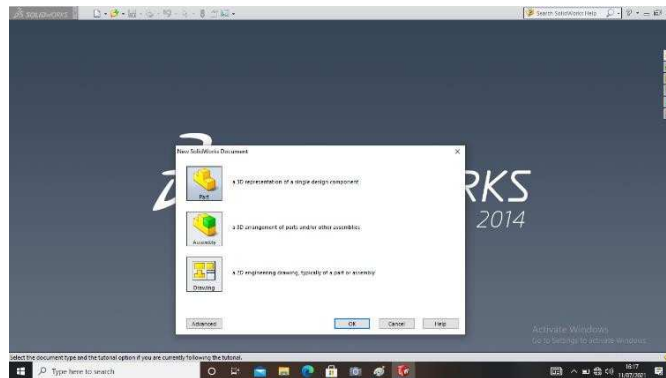 SOLIDWORKS
Search SolidWorks Help
RKS
2014
New SolidWorks Document
Part
a 3D representation of a single design component
Assembly
a 3D arrangement of parts and/or other assemblies
Drawing
a 2D engineering drawing, typically of a part or assembly
Advanced
OK
Cancel
Help
Activate Windows
Go to Settings to activate Windows.
Select the document type and the tutorial option if you are currently following the tutorial.
Type here to search
16:17
11/07/2021